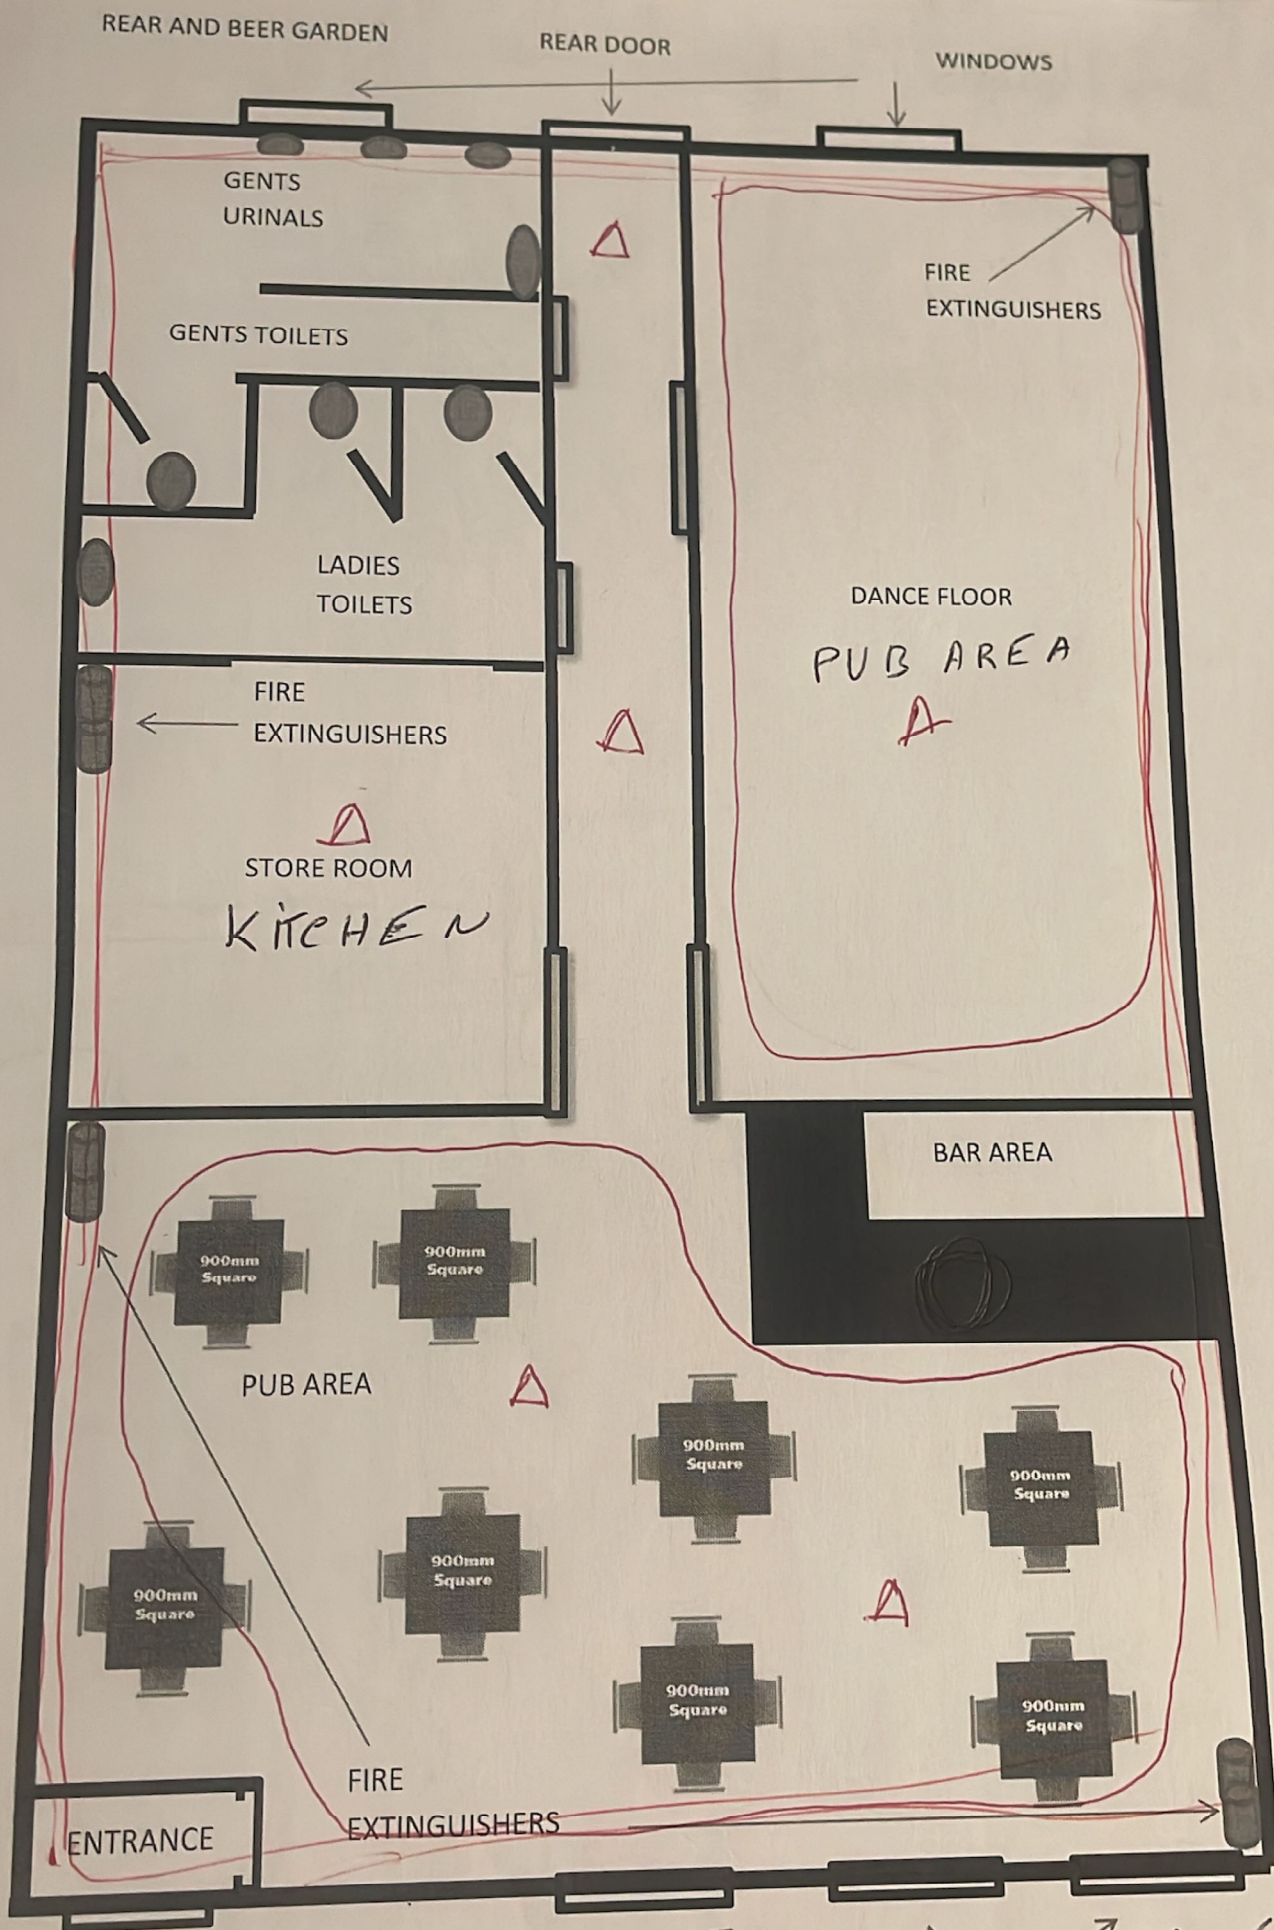 REAR AND BEER GARDEN
REAR DOOR
WINDOWS
GENTS
URINALS
FIRE
EXTINGUISHERS
GENTS TOILETS
LADIES
TOILETS
DANCE FLOOR
PUB AREA
FIRE
EXTINGUISHERS
STORE ROOM
KITCHEN
BAR AREA
900mm
Square
900mm
Square
PUB AREA
900mm
Square
900mm
Square
900mm
Square
900mm
Square
900mm
Square
900mm
Square
FIRE
EXTINGUISHERS
ENTRANCE